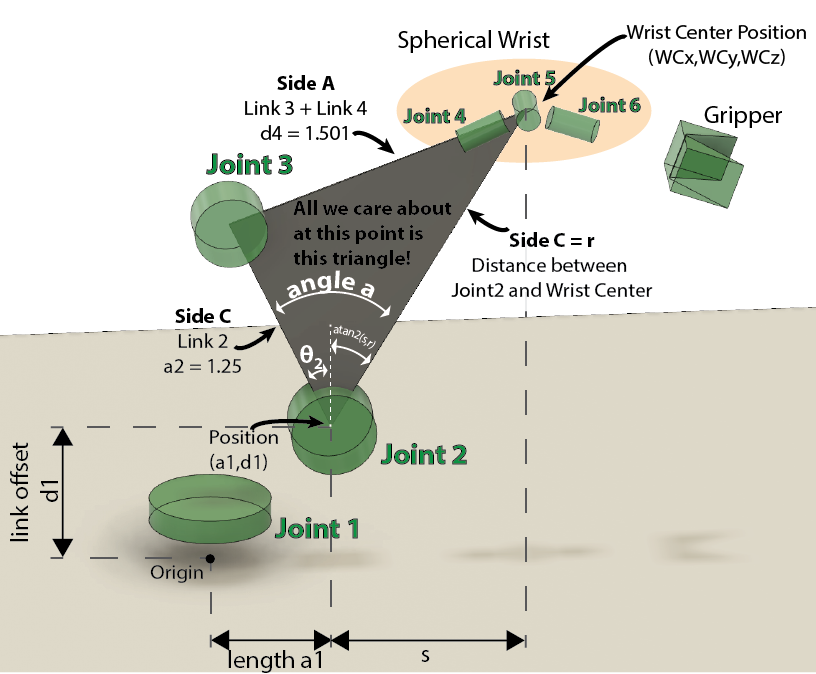 Spherical Wrist
Wrist Center Position
(WCx,WCy,WCz)
Side A
Link 3 + Link 4
d4 = 1.501
Joint 5
Joint 4
Joint 6
Gripper
Joint 3
All we care about
at this point is
this triangle!
Side C = r
Distance between
Joint2 and Wrist Center
angle a
Side C
Link 2
a2 = 1.25
atan2(s,r)
θ2
Position
(a1,d1)
Joint 2
link offset
d1
Joint 1
Origin
length a1
s